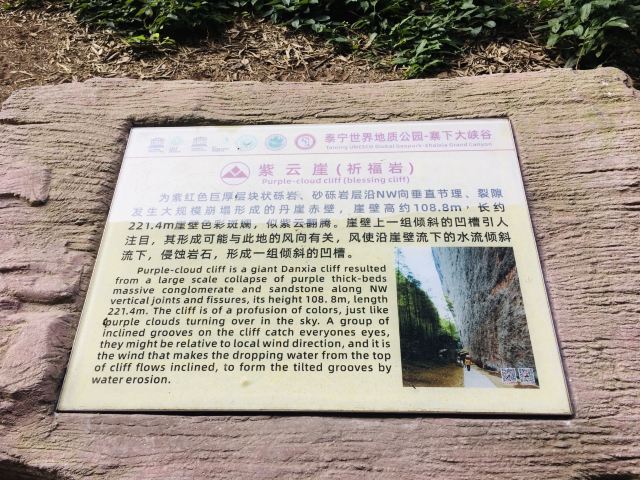 泰宁世界地质公园-寨下大峡谷
Taining UNESCO Global Geopark-Zhaixia Grand Canyon
紫云崖(祈福岩)
Purple-cloud cliff (blessing cliff)
为紫红色巨厚层块状砾岩、砂砾岩层沿NW向垂直节理、裂隙
发生大规模崩塌形成的丹崖赤壁，崖壁高约108.8m，长约
221.4m崖壁色彩斑斓，似紫云翻腾。崖壁上一组倾斜的凹槽引人
注目，其形成可能与此地的风向有关，风使沿崖壁流下的水流倾斜
流下，侵蚀岩石，形成一组倾斜的凹槽。
Purple-cloud cliff is a giant Danxia cliff resulted
from a large scale collapse of purple thick-beds
massive conglomerate and sandstone along NW
vertical joints and fissures, its height 108. 8m, length
221.4m. The cliff is of a profusion of colors, just like
purple clouds turning over in the sky. A group of
inclined grooves on the cliff catch everyones eyes,
they might be relative to local wind direction, and it is
the wind that makes the dropping water from the top
of cliff flows inclined, to form the tilted grooves by
water erosion.